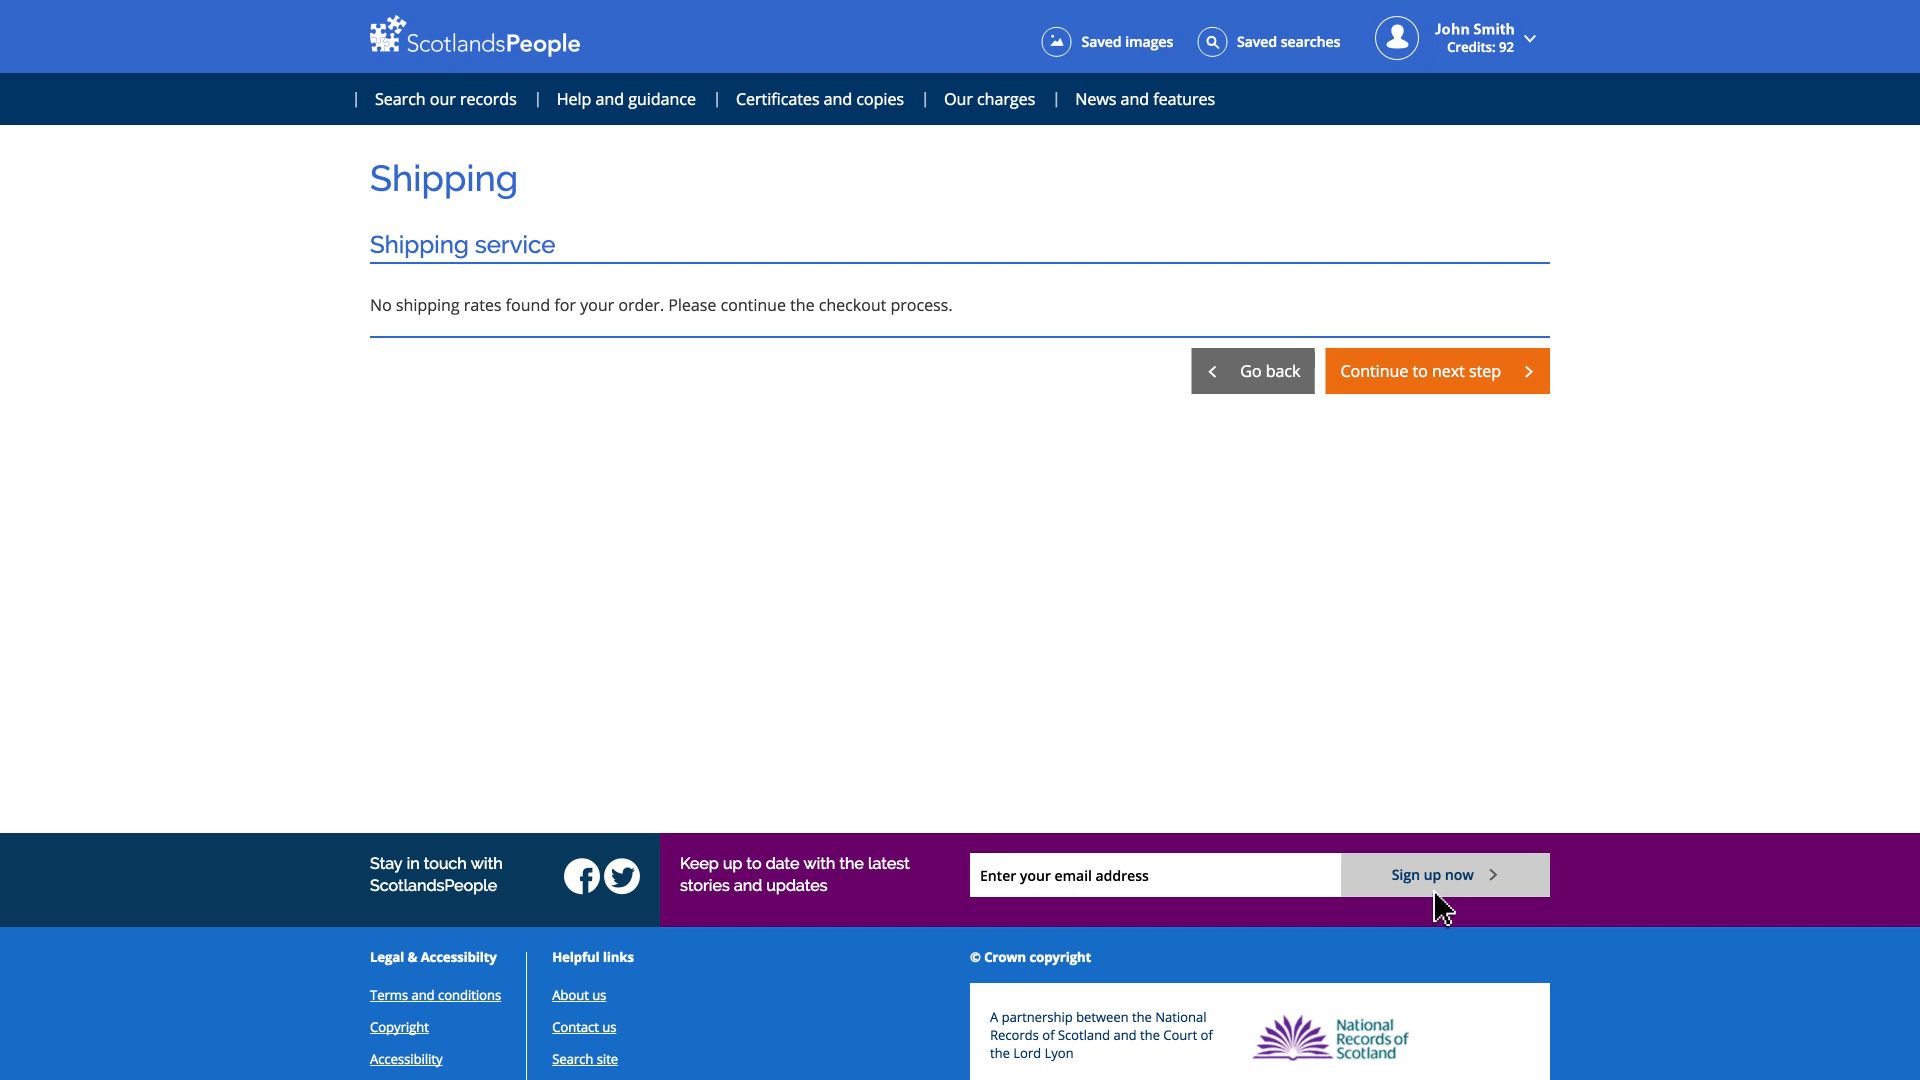 ScotlandsPeople
Saved images
Saved searches
John Smith
Credits: 92
| Search our records | Help and guidance | Certificates and copies | Our charges | News and features
Shipping
Shipping service
No shipping rates found for your order. Please continue the checkout process.
Go back
Continue to next step
Stay in touch with
ScotlandsPeople
Keep up to date with the latest
stories and updates
Enter your email address
Sign up now
Legal & Accessibilty
Terms and conditions
Copyright
Accessibility
Helpful links
About us
Contact us
Search site
© Crown copyright
A partnership between the National
Records of Scotland and the Court of
the Lord Lyon
National
Records of
Scotland